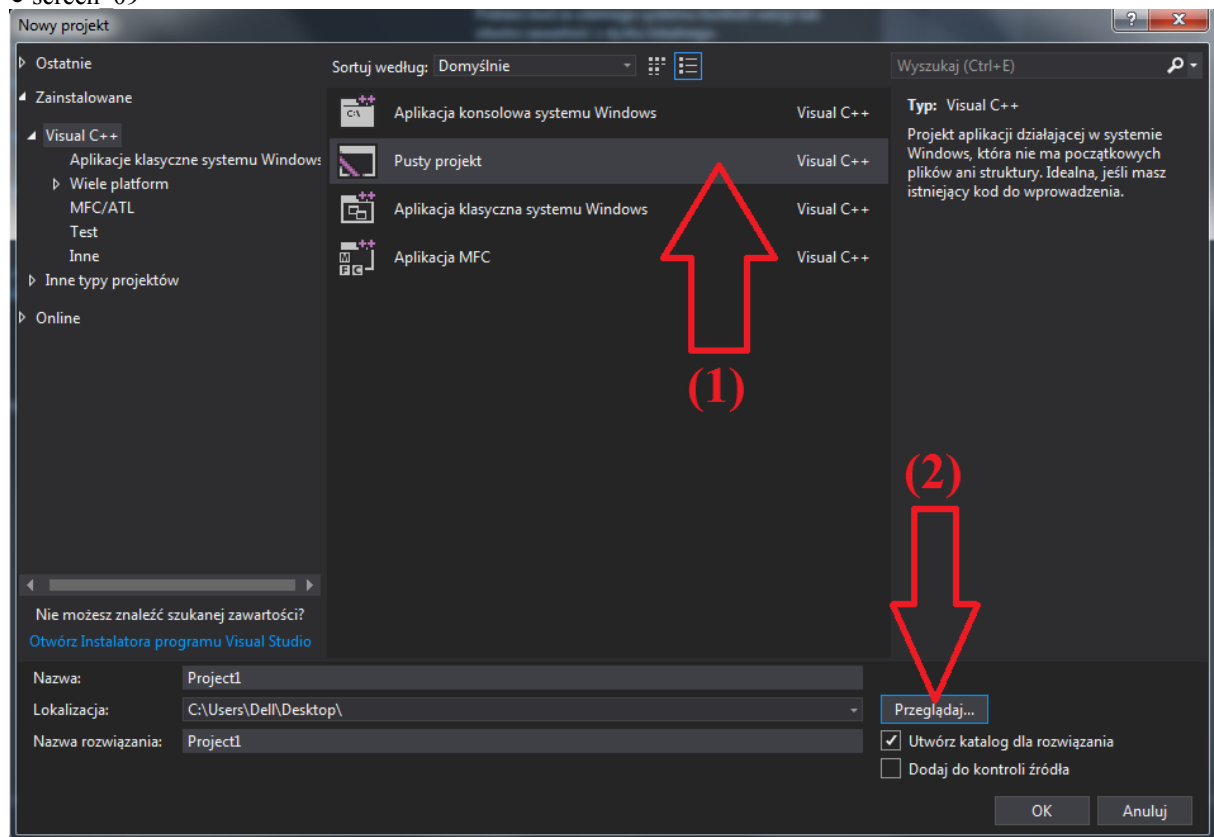 Nowy projekt
Ostatnie
Zainstalowane
Visual C++
Aplikacje klasyczne systemu Windows
Wiele platform
MFC/ATL
Test
Inne
Inne typy projektów
Online
Nie możesz znaleźć szukanej zawartości?
Otwórz Instalatora programu Visual Studio
Sortuj według: Domyślnie
Aplikacja konsolowa systemu Windows Visual C++
Pusty projekt Visual C++
Aplikacja klasyczna systemu Windows Visual C++
Aplikacja MFC Visual C++
(1)
Wyszukaj (Ctrl+E)
Typ: Visual C++
Projekt aplikacji działającej w systemie
Windows, która nie ma początkowych
plików ani struktury. Idealna, jeśli masz
istniejący kod do wprowadzenia.
(2)
Nazwa: Project1
Lokalizacja: C:\Users\Dell\Desktop\
Przeglądaj...
Nazwa rozwiązania: Project1
Utwórz katalog dla rozwiązania
Dodaj do kontroli źródła
OK Anuluj